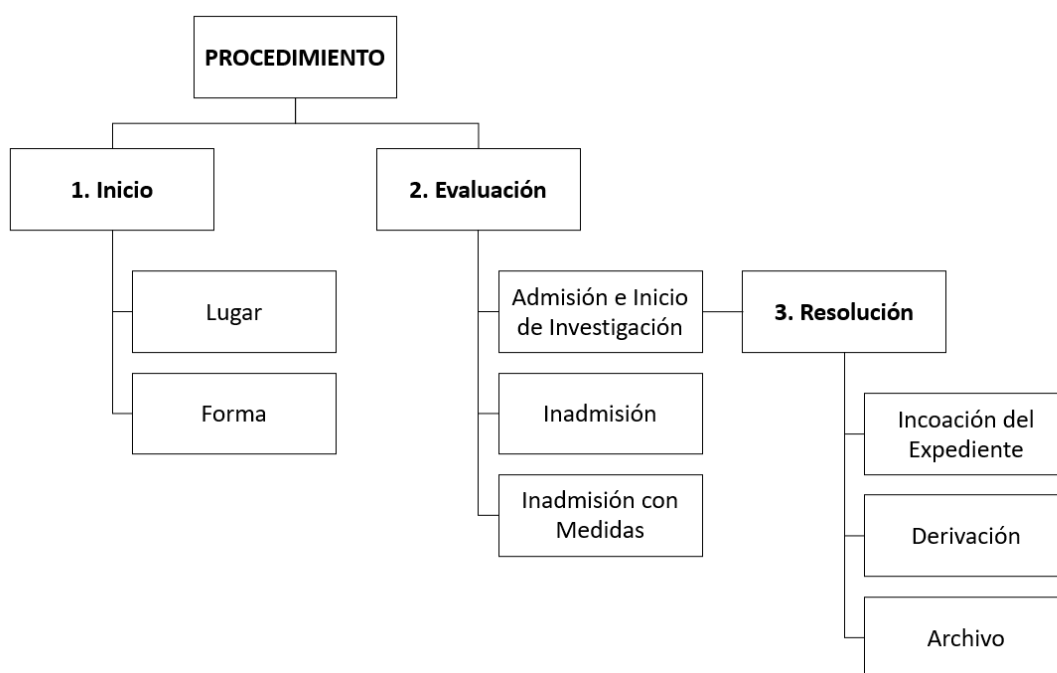 PROCEDIMIENTO
1. Inicio
2. Evaluación
Lugar
Forma
Admisión e Inicio
de Investigación
Inadmisión
Inadmisión con
Medidas
3. Resolución
Incoación del
Expediente
Derivación
Archivo